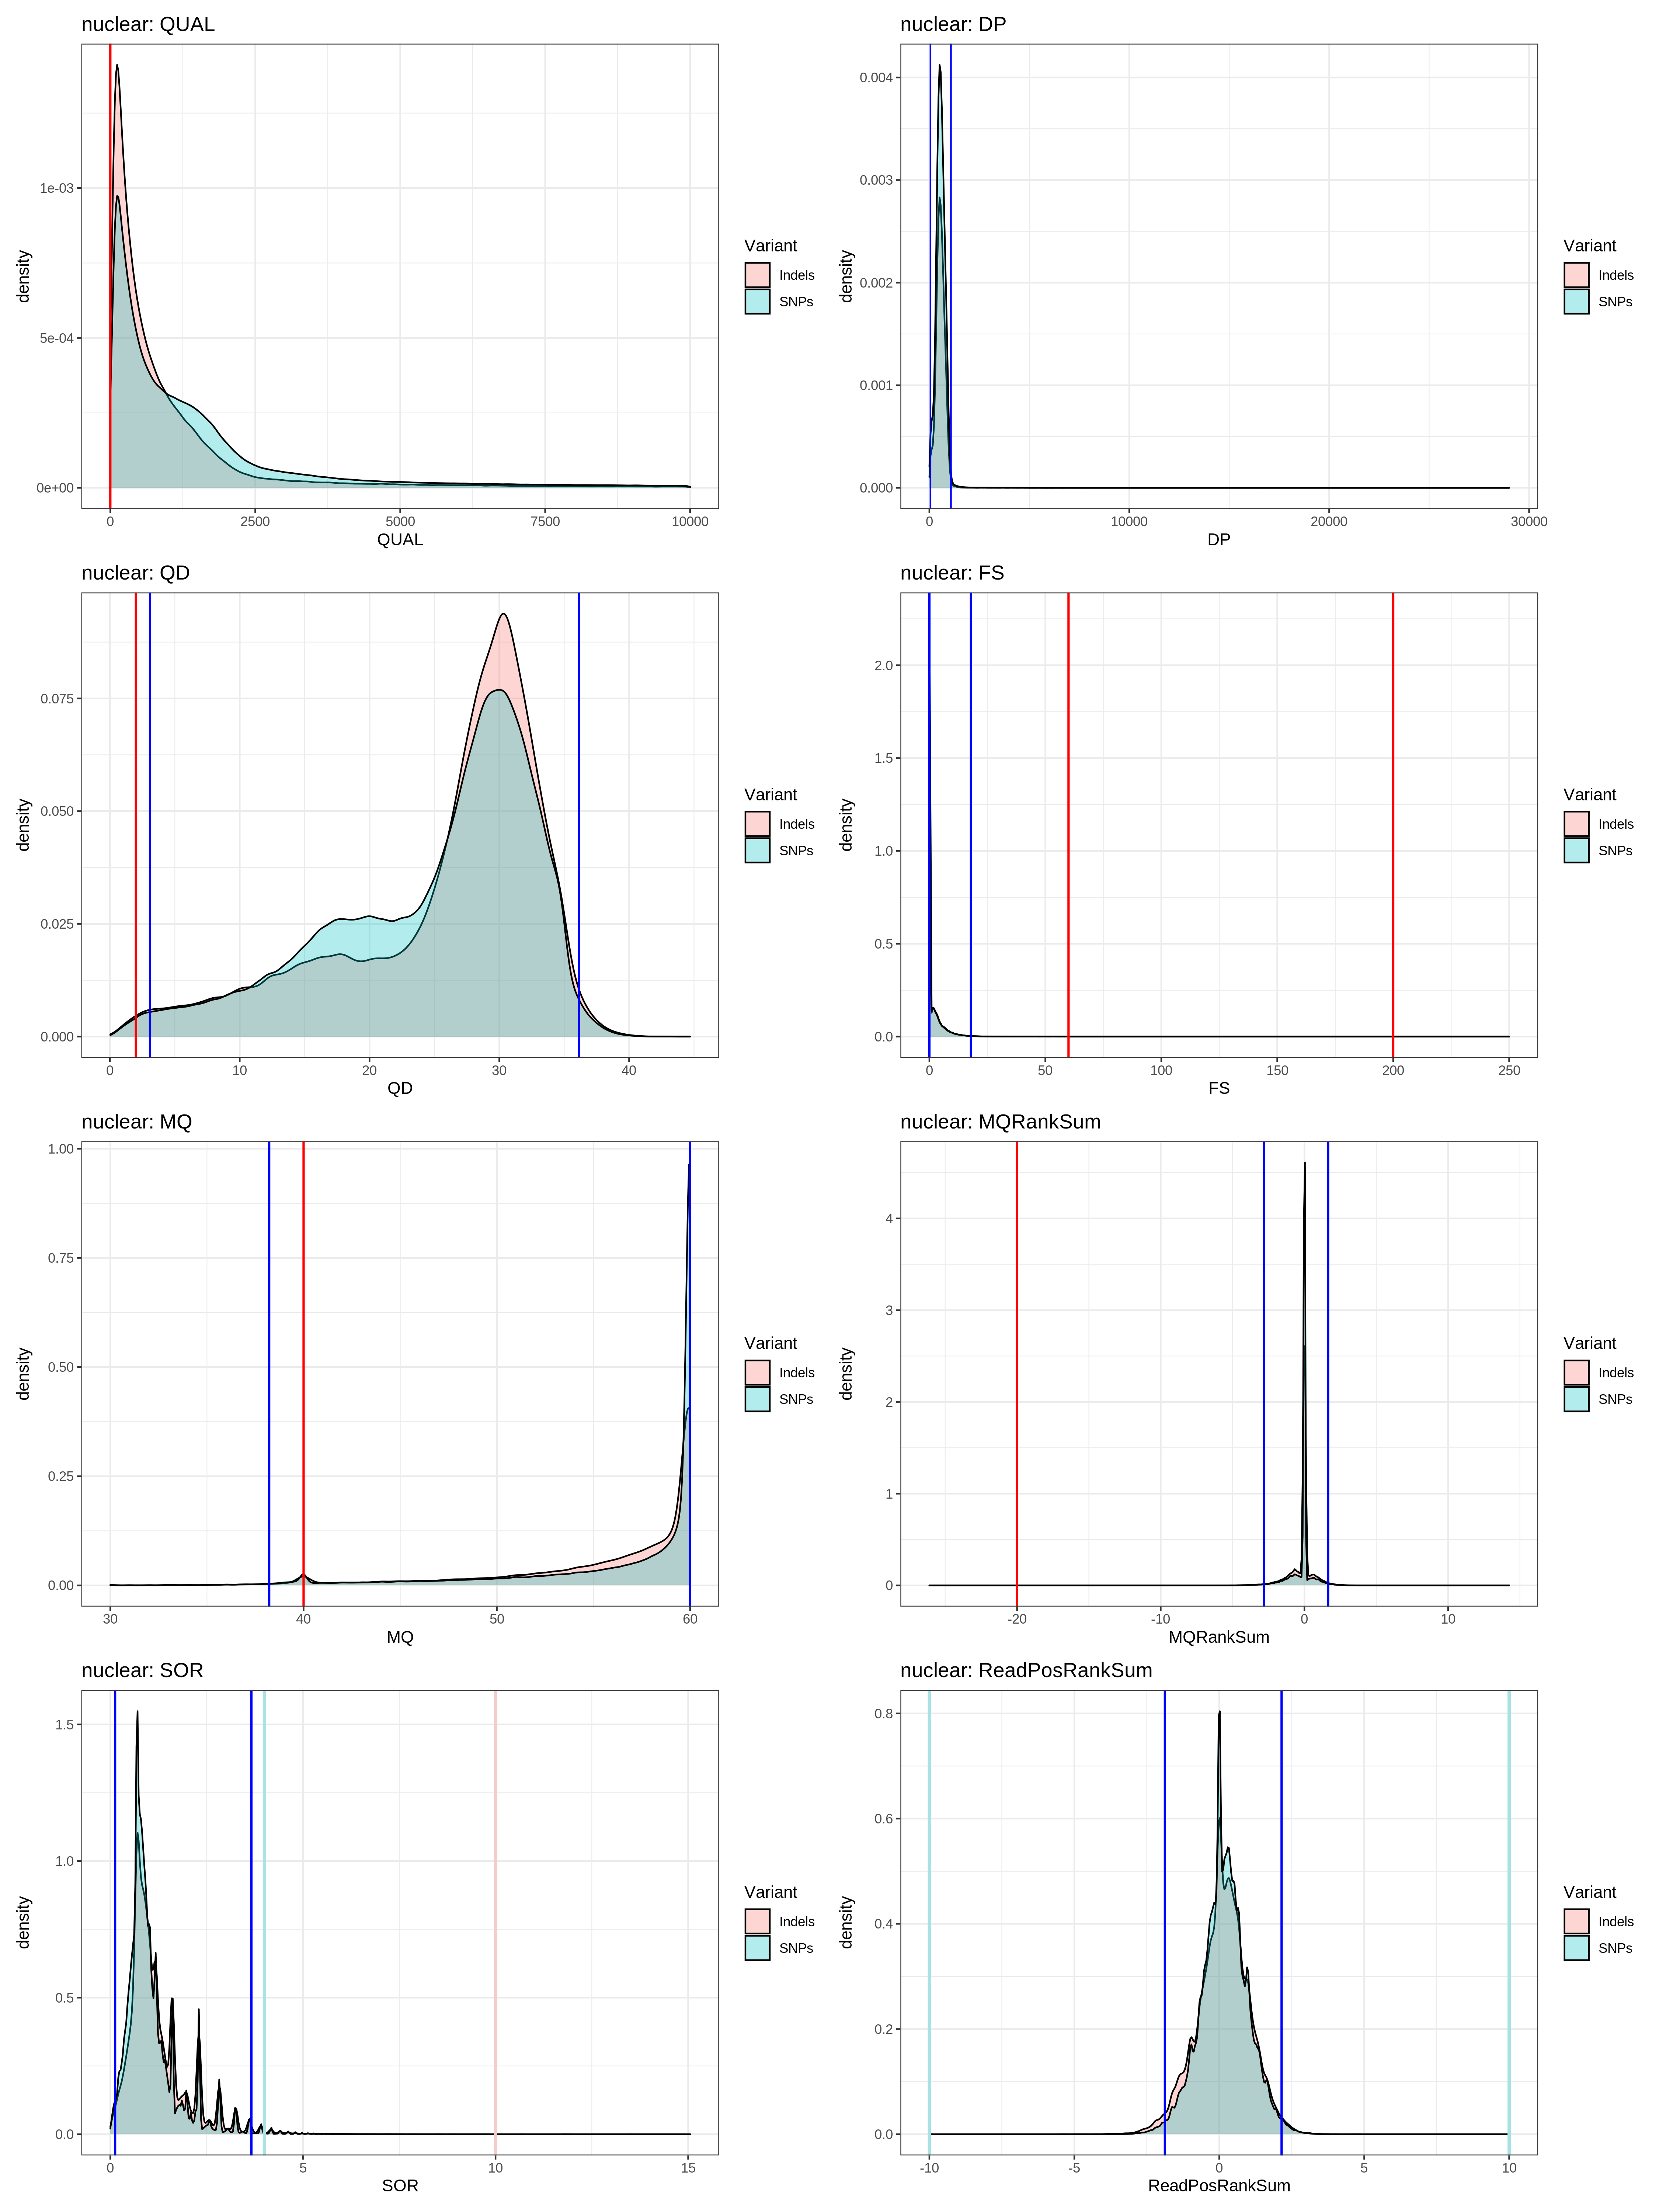 nuclear: QUAL
density
1e-03
5e-04
0e+00
0
2500
5000
7500
10000
QUAL
Variant
Indels
SNPs
nuclear: DP
density
0.004
0.003
0.002
0.001
0.000
0
10000
20000
30000
DP
Variant
Indels
SNPs
nuclear: QD
density
0.075
0.050
0.025
0.000
0
10
20
30
40
QD
Variant
Indels
SNPs
nuclear: FS
density
2.0
1.5
1.0
0.5
0.0
0
50
100
150
200
250
FS
Variant
Indels
SNPs
nuclear: MQ
density
1.00
0.75
0.50
0.25
0.00
30
40
50
60
MQ
Variant
Indels
SNPs
nuclear: MQRankSum
density
4
3
2
1
0
-20
-10
0
10
MQRankSum
Variant
Indels
SNPs
nuclear: SOR
density
1.5
1.0
0.5
0.0
0
5
10
15
SOR
Variant
Indels
SNPs
nuclear: ReadPosRankSum
density
0.8
0.6
0.4
0.2
0.0
-10
-5
0
5
10
ReadPosRankSum
Variant
Indels
SNPs